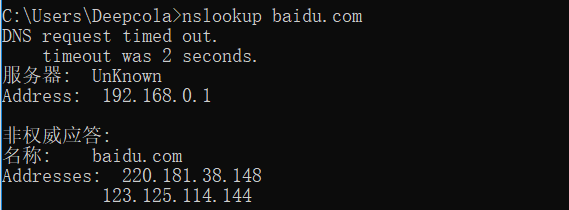 C:\Users\Deepcola>nslookup baidu.com
DNS request timed out.
    timeout was 2 seconds.
服务器:  UnKnown
Address:  192.168.0.1

非权威应答:
名称:    baidu.com
Addresses:  220.181.38.148
          123.125.114.144